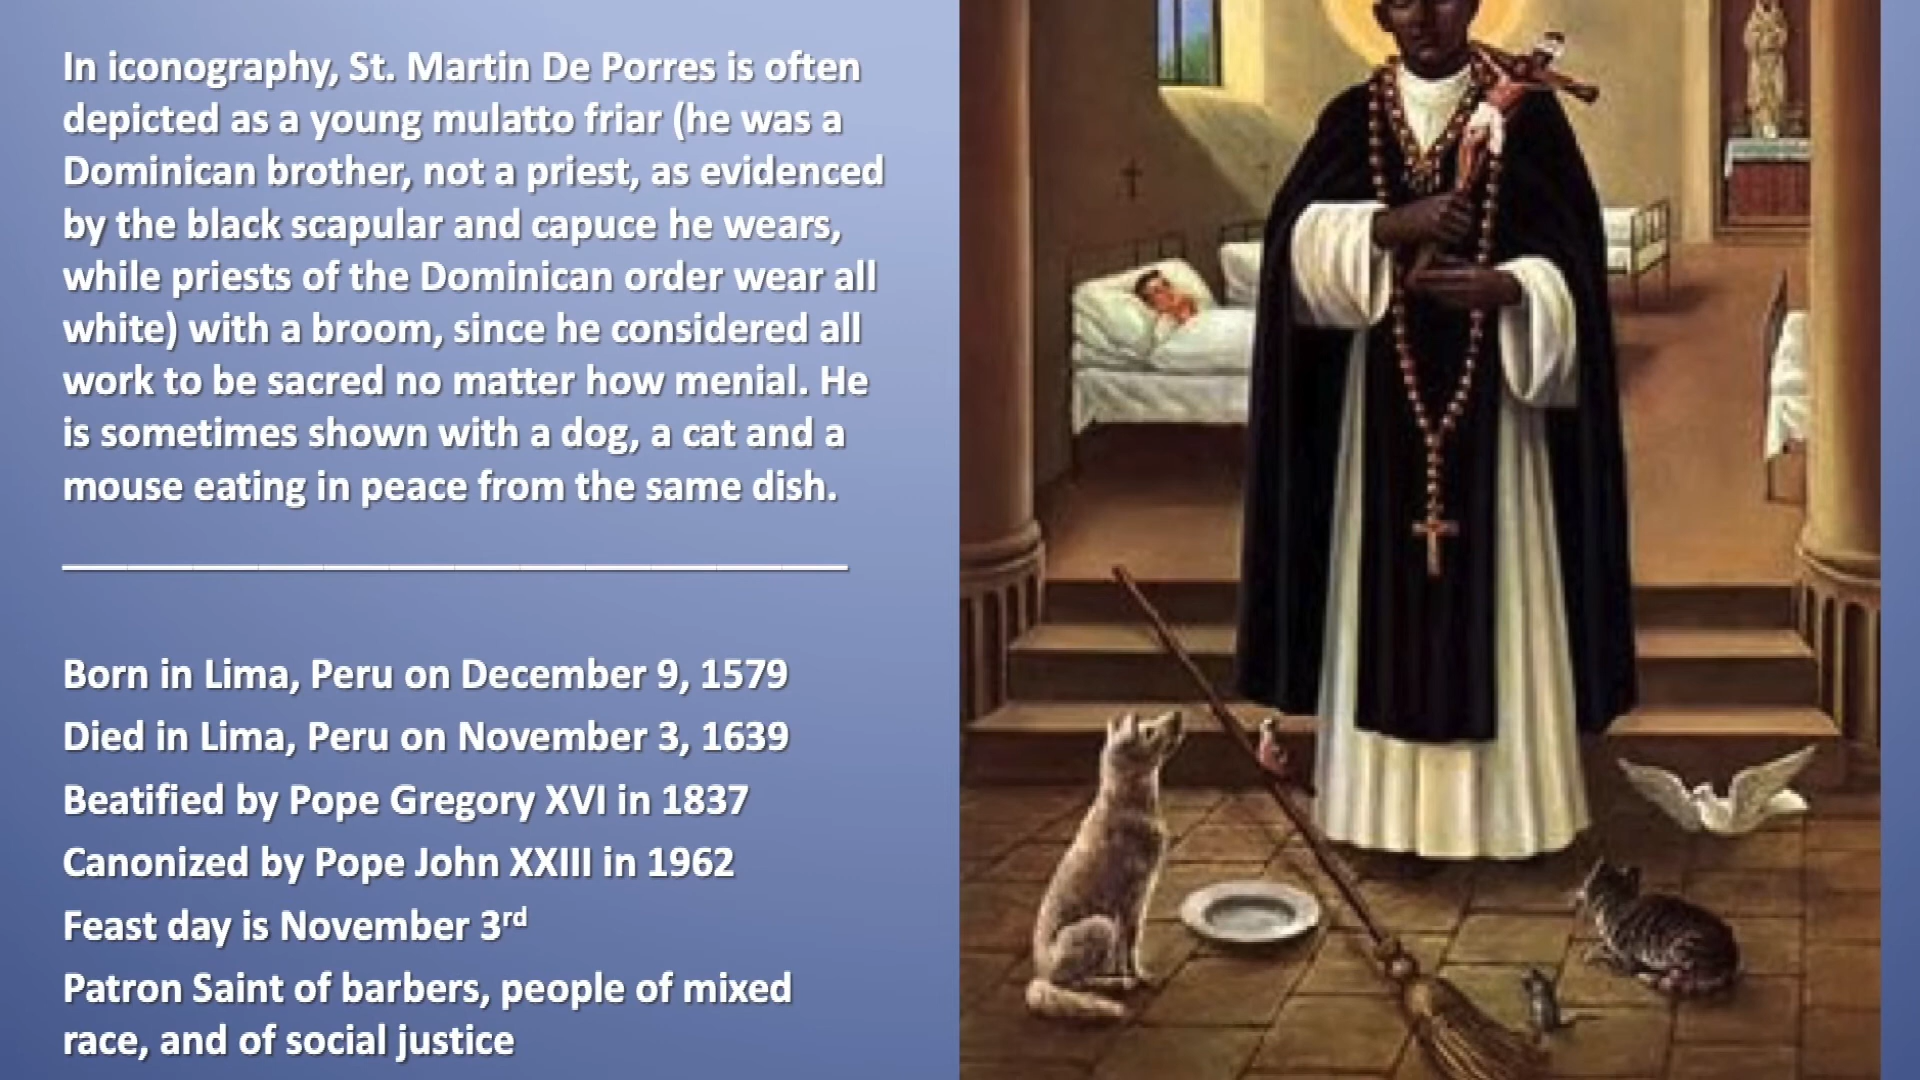 In iconography, St. Martin De Porres is often
depicted as a young mulatto friar (he was a
Dominican brother, not a priest, as evidenced
by the black scapular and capuce he wears,
while priests of the Dominican order wear all
white) with a broom, since he considered all
work to be sacred no matter how menial. He
is sometimes shown with a dog, a cat and a
mouse eating in peace from the same dish.
Born in Lima, Peru on December 9, 1579
Died in Lima, Peru on November 3, 1639
Beatified by Pope Gregory XVI in 1837
Canonized by Pope John XXIII in 1962
Feast day is November 3rd
Patron Saint of barbers, people of mixed
race, and of social justice